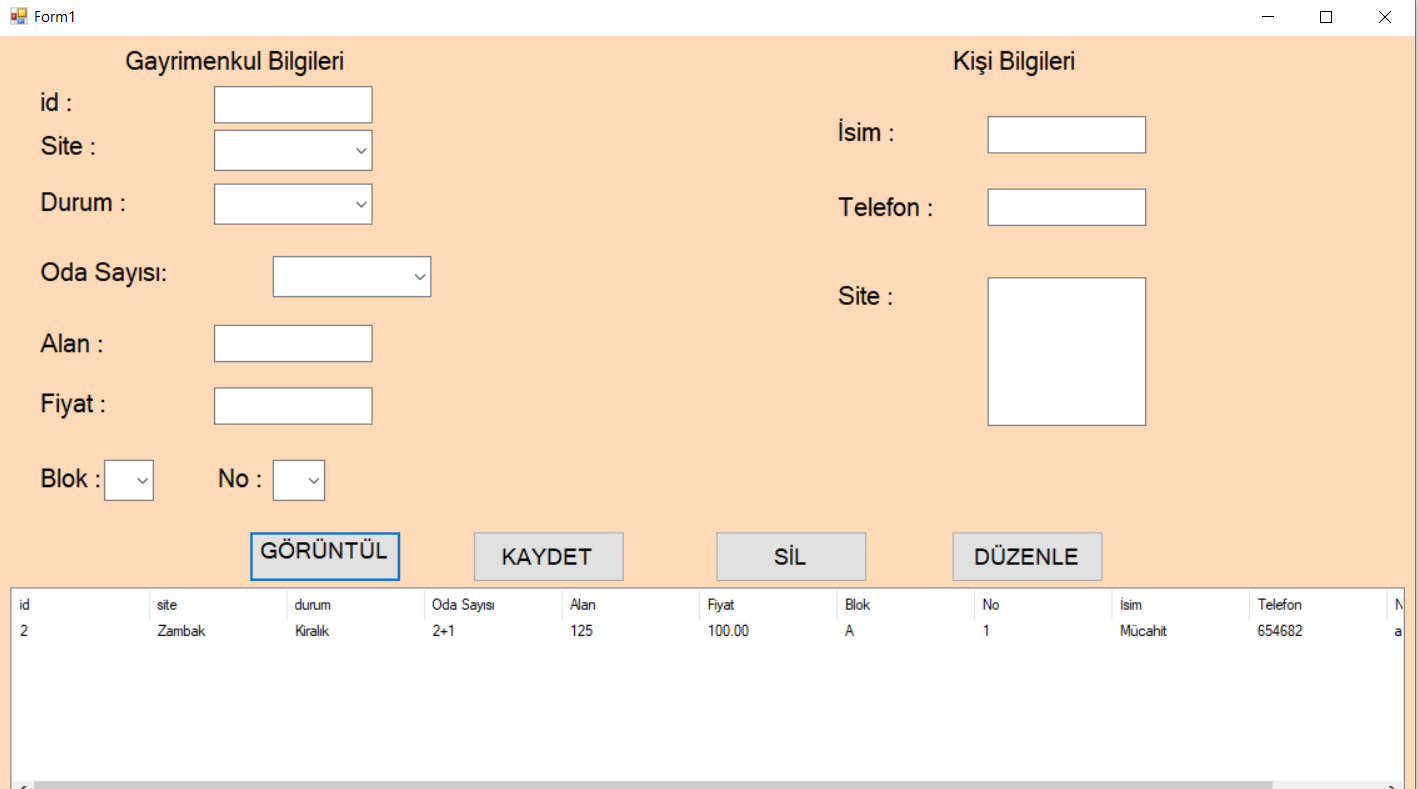 Form1
Gayrimenkul Bilgileri
Kişi Bilgileri
id :
Site :
Durum :
Oda Sayısı:
Alan :
Fiyat :
Blok : No :
İsim :
Telefon :
Site :
GÖRÜNTÜL KAYDET SİL DÜZENLE
id site durum Oda Sayısı Alan Fiyat Blok No İsim Telefon N
2 Zambak Kiralık 2+1 125 100.00 A 1 Mücahit 654682 a